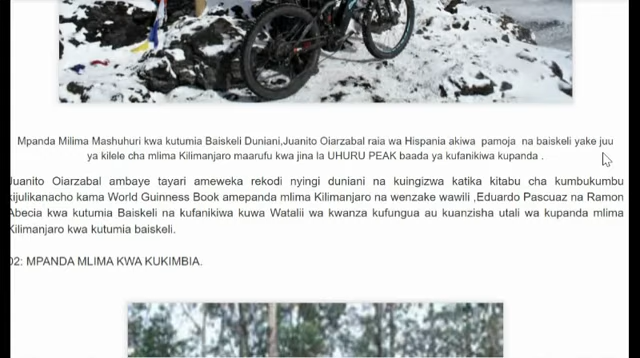 Mpanda Milima Mashuhuri kwa kutumia Baiskeli Duniani,Juanito Oiarzabal raia wa Hispania akiwa pamoja na baiskeli yake juu
ya kilele cha mlima Kilimanjaro maarufu kwa jina la UHURU PEAK baada ya kufanikiwa kupanda .
Juanito Oiarzabal ambaye tayari ameweka rekodi nyingi duniani na kuingizwa katika kitabu cha kumbukumbu
kijulikanacho kama World Guinness Book amepanda mlima Kilimanjaro na wenzake wawili ,Eduardo Pascuaz na Ramon
Abecia kwa kutumia Baiskeli na kufanikiwa kuwa Watalii wa kwanza kufungua au kuanzisha utali wa kupanda mlima
Kilimanjaro kwa kutumia baiskeli.
02: MPANDA MLIMA KWA KUKIMBIA.